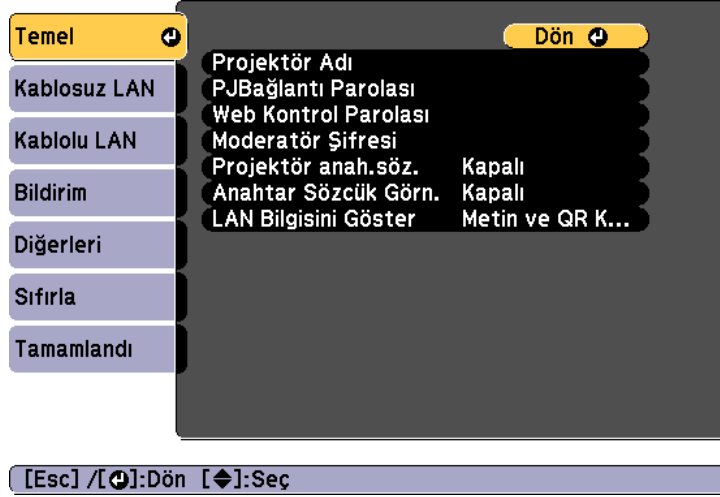 Temel
Kablosuz LAN
Kablolu LAN
Bildirim
Diğerleri
Sıfırla
Tamamlandı
Dön
Projektör Adı
PJBağlantı Parolası
Web Kontrol Parolası
Moderatör Şifresi
Projektör anah.söz. Kapalı
Anahtar Sözcük Görn. Kapalı
LAN Bilgisini Göster Metin ve QR K...
[Esc] /[⏎]:Dön [◆]:Seç